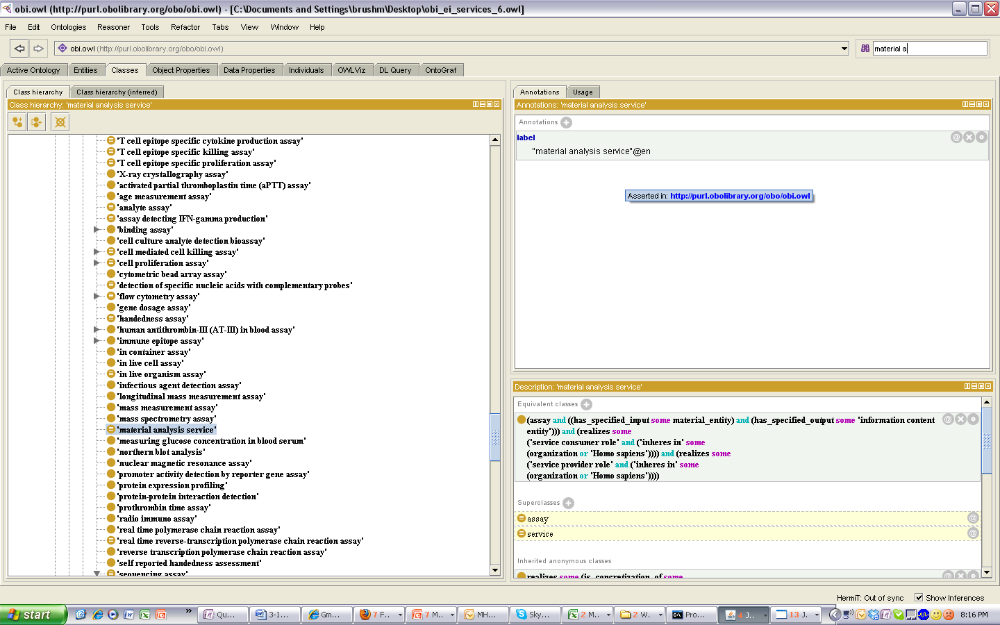 obi.owl (http://purl.obolibrary.org/obo/obi.owl) - [C:\Documents and Settings\brushm\Desktop\obi_ei_services_6.owl]
File Edit Ontologies Reasoner Tools Refactor Tabs View Window Help
obi.owl (http://purl.obolibrary.org/obo/obi.owl)
material a
Active Ontology Entities Classes Object Properties Data Properties Individuals OWLViz DL Query OntoGraf
Class hierarchy Class hierarchy (inferred)
Class hierarchy: 'material analysis service'
'T cell epitope specific cytokine production assay'
'T cell epitope specific killing assay'
'T cell epitope specific proliferation assay'
'X-ray crystallography assay'
'activated partial thromboplastin time (aPTT) assay'
'age measurement assay'
'analyte assay'
'assay detecting IFN-gamma production'
'binding assay'
'cell culture analyte detection bioassay'
'cell mediated cell killing assay'
'cell proliferation assay'
'cytometric bead array assay'
'detection of specific nucleic acids with complementary probes'
'flow cytometry assay'
'gene dosage assay'
'handedness assay'
'human antithrombin-III (AT-III) in blood assay'
'immune epitope assay'
'in container assay'
'in live cell assay'
'in live organism assay'
'infectious agent detection assay'
'longitudinal mass measurement assay'
'mass measurement assay'
'mass spectrometry assay'
'material analysis service'
'measuring glucose concentration in blood serum'
'northern blot analysis'
'nuclear magnetic resonance assay'
'promoter activity detection by reporter gene assay'
'protein expression profiling'
'protein-protein interaction detection'
'prothrombin time assay'
'radio immuno assay'
'real time polymerase chain reaction assay'
'real time reverse-transcription polymerase chain reaction assay'
'reverse transcription polymerase chain reaction assay'
'self reported handedness assessment'
'sequencing assay'
Annotations Usage
Annotations: 'material analysis service'
Annotations
label
"material analysis service"@en
Asserted in: http://purl.obolibrary.org/obo/obi.owl
Description: 'material analysis service'
Equivalent classes
(assay and ((has_specified_input some material_entity) and (has_specified_output some 'information content
entity'))) and (realizes some
('service consumer role' and ('inheres in' some
(organization or 'Homo sapiens')))) and (realizes some
('service provider role' and ('inheres in' some
(organization or 'Homo sapiens'))))
Superclasses
assay
service
Inherited anonymous classes
realizes some (is_concretization_of some
HermiT: Out of sync Show Inferences
start » Qu... 3-1... Gm... 7 F... 7 M... MH... Sky... 2 M... 2 W... Pro... 4 J... 13 J... 8:16 PM